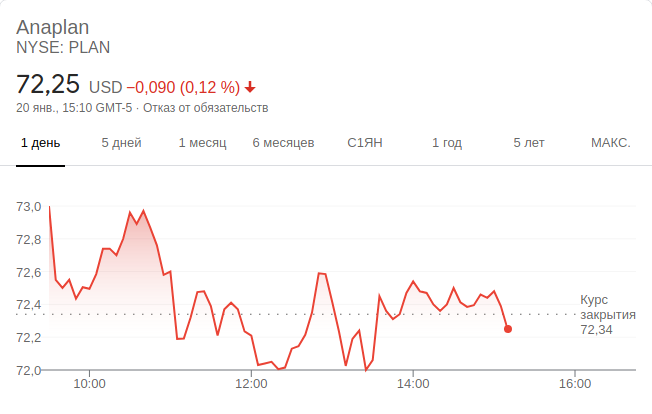 Anaplan
NYSE: PLAN
72,25 USD −0,090 (0,12 %)
20 янв., 15:10 GMT-5 · Отказ от обязательств
1 день 5 дней 1 месяц 6 месяцев С1ЯН 1 год 5 лет МАКС.
73,0
72,8
72,6
72,4
72,2
72,0
Курс
закрытия
72,34
10:00 12:00 14:00 16:00